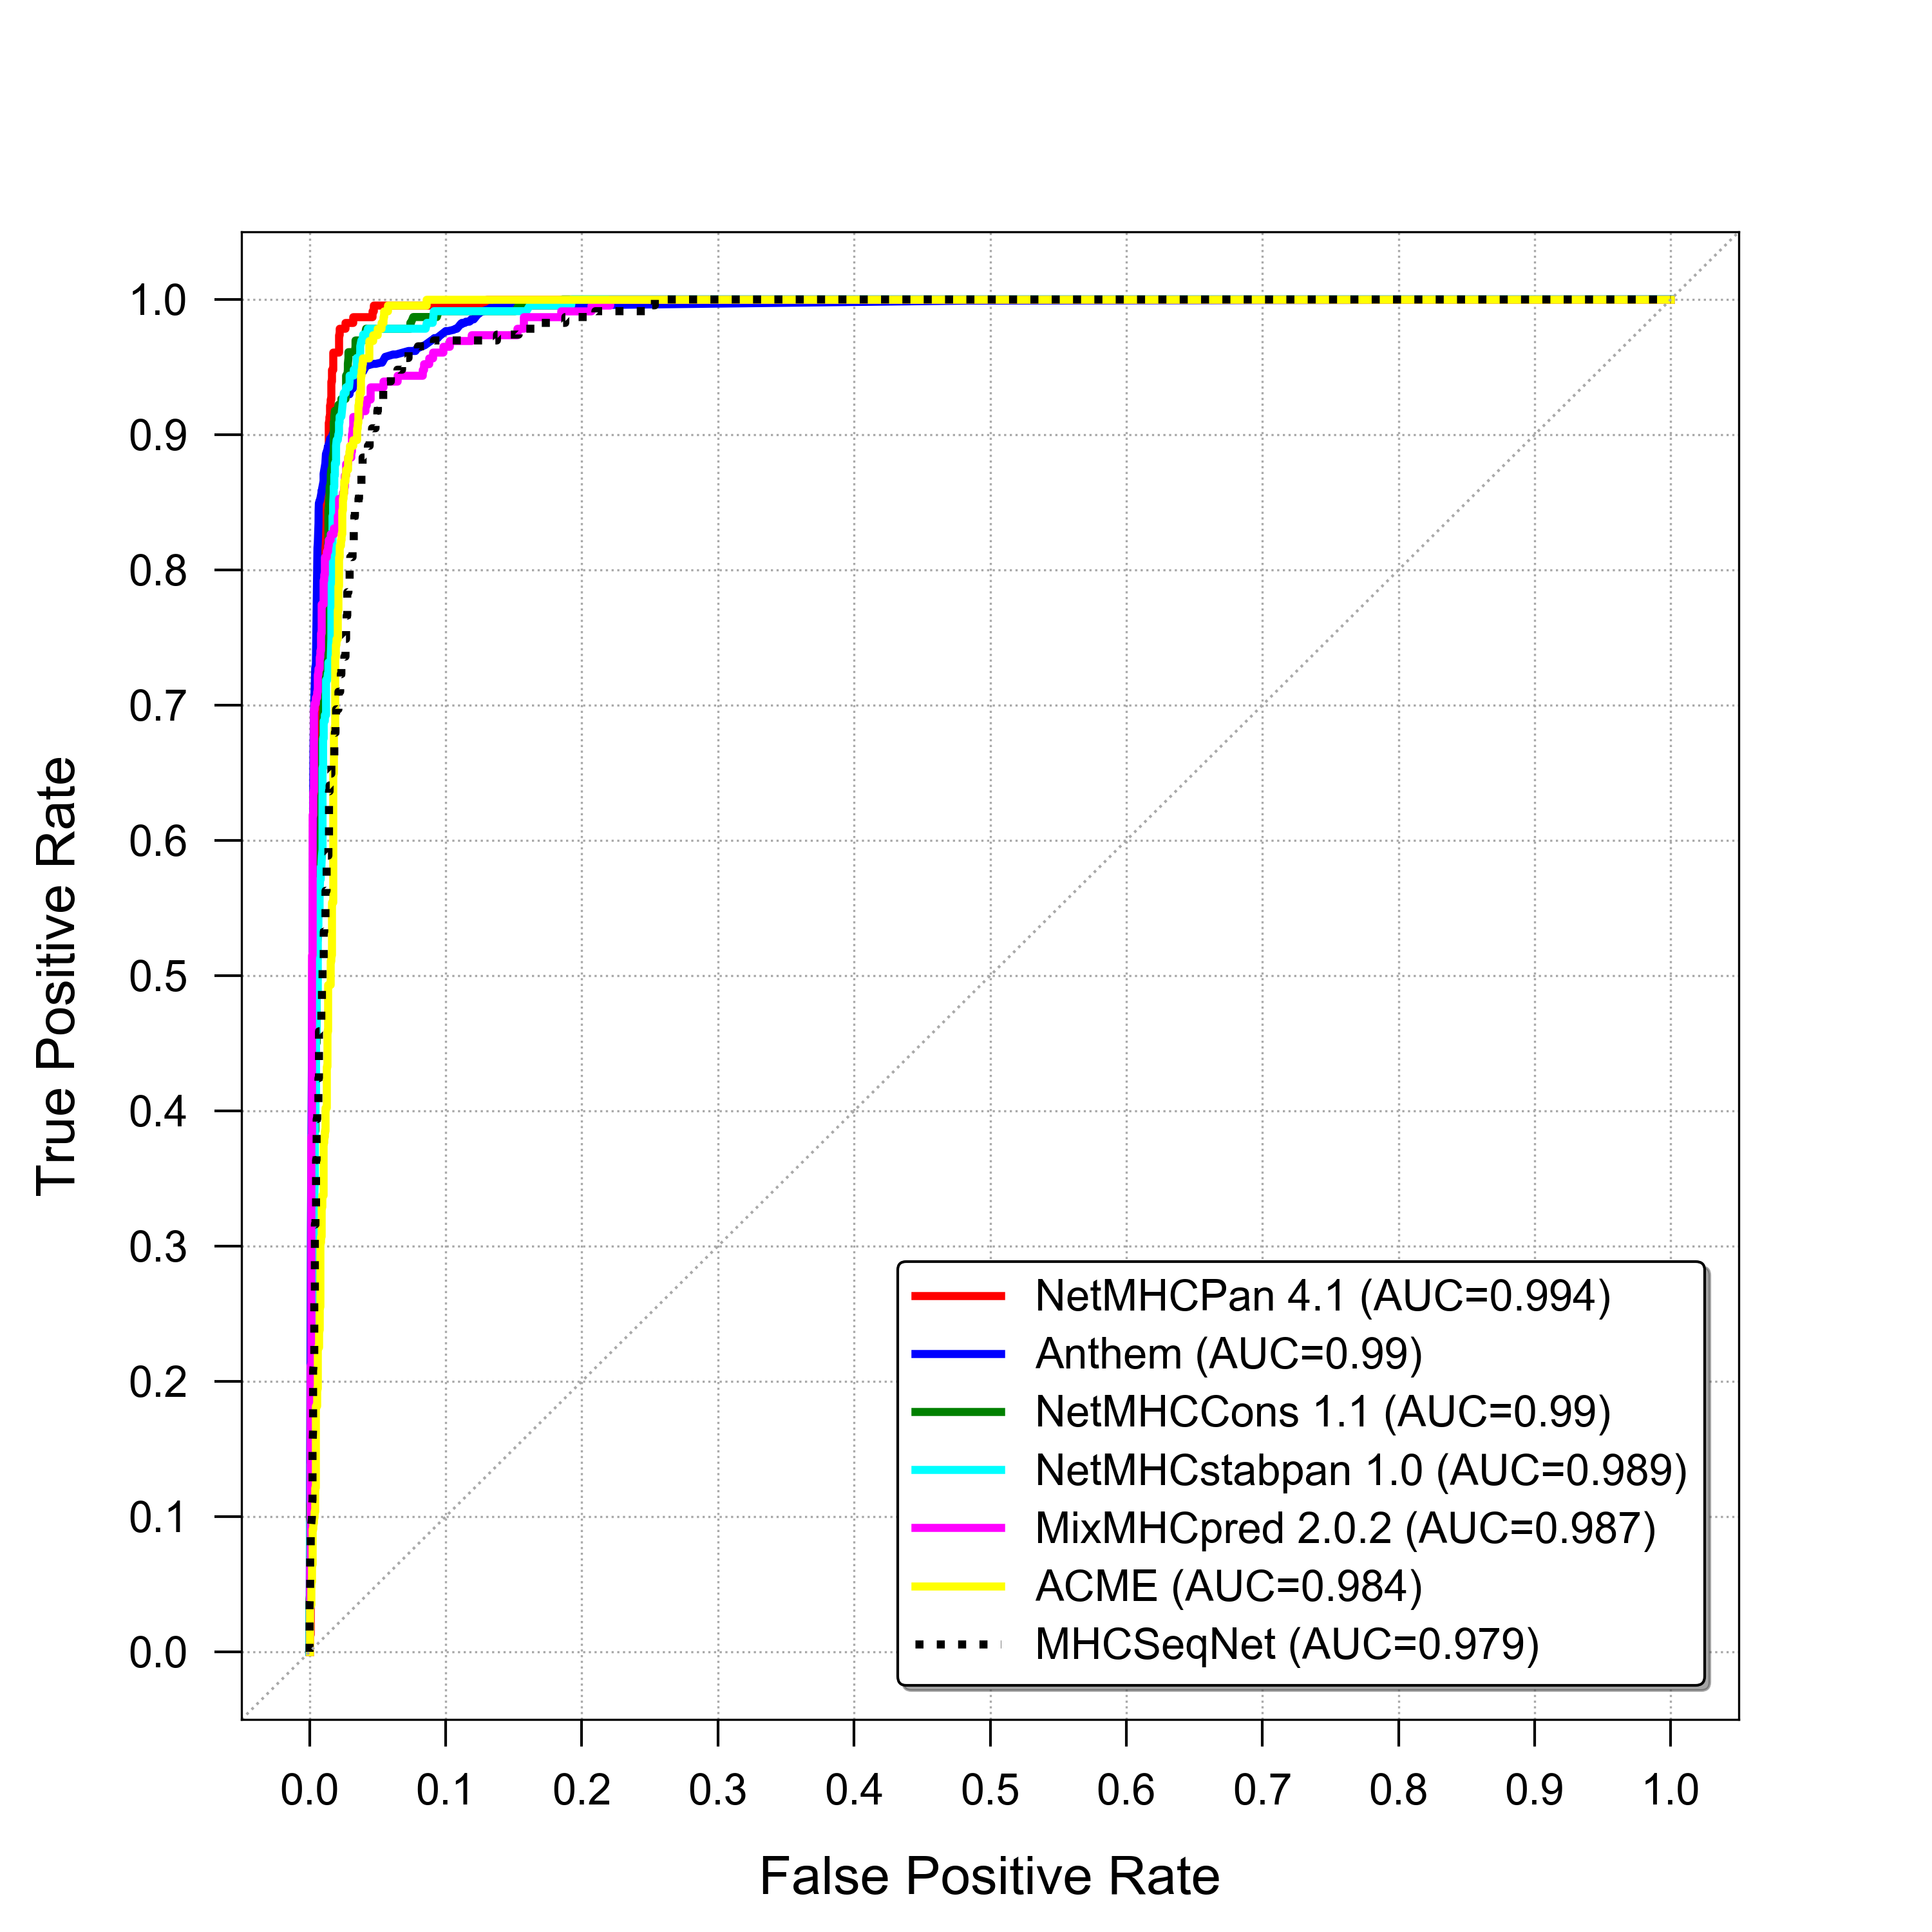 1.0
0.9
0.8
0.7
0.6
0.5
0.4
0.3
0.2
0.1
0.0
True Positive Rate
NetMHCPan 4.1 (AUC=0.994)
Anthem (AUC=0.99)
NetMHCCons 1.1 (AUC=0.99)
NetMHCstabpan 1.0 (AUC=0.989)
MixMHCpred 2.0.2 (AUC=0.987)
ACME (AUC=0.984)
MHCSeqNet (AUC=0.979)
0.0 0.1 0.2 0.3 0.4 0.5 0.6 0.7 0.8 0.9 1.0
False Positive Rate